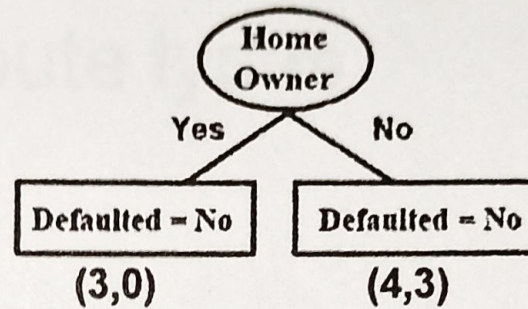 Home
Owner
Yes
No
Defaulted = No
Defaulted = No
(3,0)
(4,3)